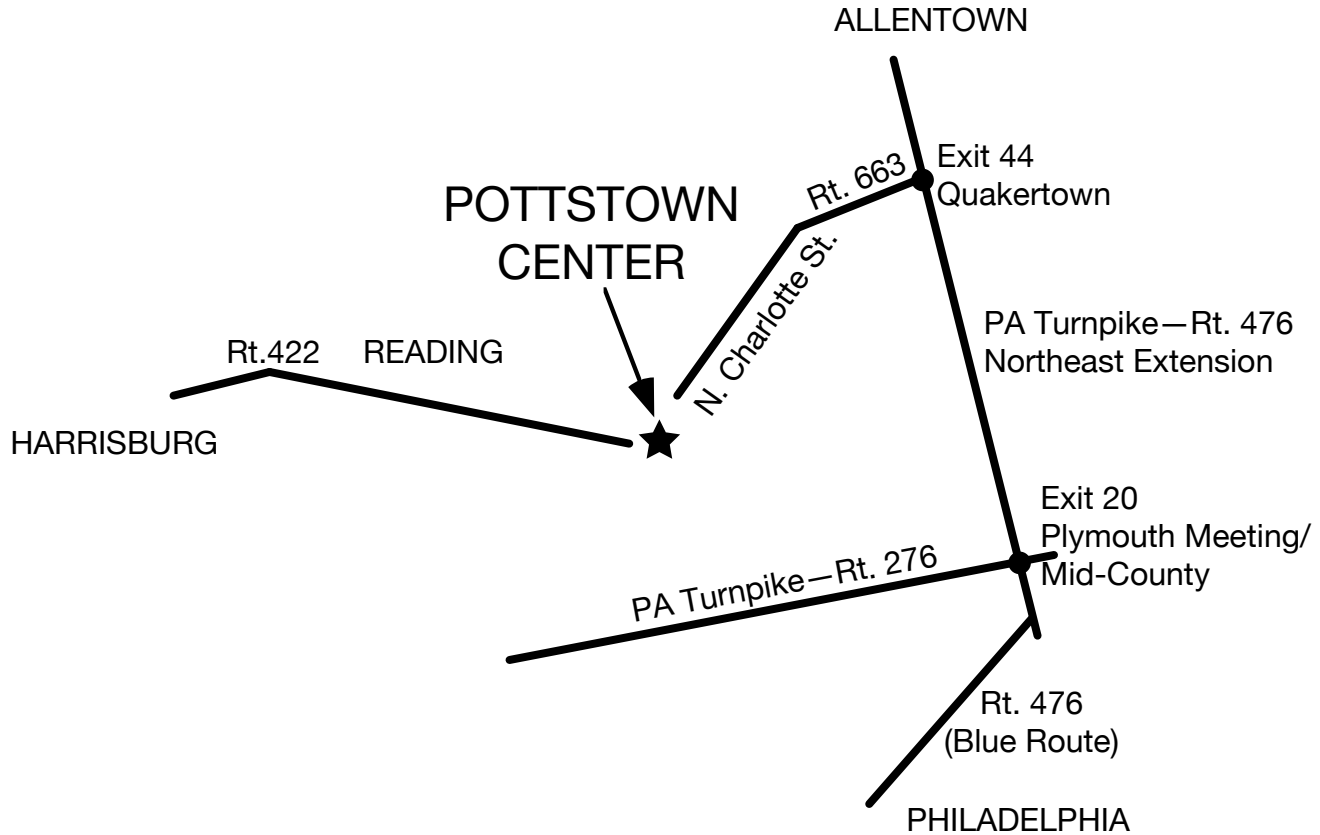 ALLENTOWN
Exit 44
Quakertown
Rt. 663
POTTSTOWN
CENTER
N. Charlotte St.
PA Turnpike—Rt. 476
Northeast Extension
Rt.422
READING
HARRISBURG
Exit 20
Plymouth Meeting/
Mid-County
PA Turnpike—Rt. 276
Rt. 476
(Blue Route)
PHILADELPHIA